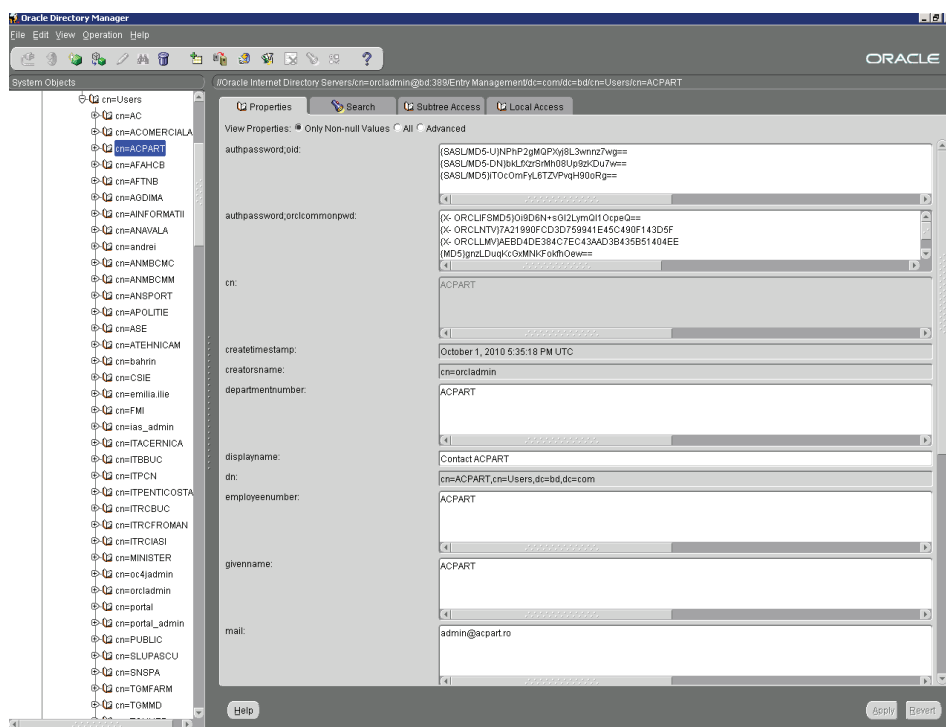 Oracle Directory Manager
File Edit View Operation Help
ORACLE
System Objects
//Oracle Internet Directory Servers/cn=orcladmin@bd:389/Entry Management/dc=com/dc=bd/cn=Users/cn=ACPART
cn=Users
cn=AC
cn=ACOMERCIALA
cn=ACPART
cn=AFAHCB
cn=AFTNB
cn=AGDIMA
cn=AINFORMATII
cn=ANAVALA
cn=andrei
cn=ANMBCMC
cn=ANMBCMM
cn=ANSPORT
cn=APOLITIE
cn=ASE
cn=ATEHNICAM
cn=bahrin
cn=CSIE
cn=emilia.ilie
cn=FMI
cn=ias_admin
cn=ITACERNICA
cn=ITBBUC
cn=ITPCN
cn=ITPENTICOSTA
cn=ITRCBUC
cn=ITRCFROMAN
cn=ITRCIASI
cn=MINISTER
cn=oc4jadmin
cn=orcladmin
cn=portal
cn=portal_admin
cn=PUBLIC
cn=SLUPASCU
cn=SNSPA
cn=TGMFARM
cn=TGMMD
Properties Search Subtree Access Local Access
View Properties: Only Non-null Values All Advanced
authpassword;oid:
{SASL/MD5-U}NPhP2gMQPXyj8L3wnnz7wg==
{SASL/MD5-DN}bkLfXzrSrMh08Up9zKDu7w==
{SASL/MD5}iTOcOmFyL6TZVPvqH90oRg==
authpassword;orclcommonpwd:
{X- ORCLIFSMD5}Oi9D6N+sGI2LymQI1OcpeQ==
{X- ORCLNTV}7A21990FCD3D759941E45C490F143D5F
{X- ORCLLMV}AEBD4DE384C7EC43AAD3B435B51404EE
{MD5}gnzLDuqKcGxMNKFokfhOew==
cn:
ACPART
createtimestamp:
October 1, 2010 5:35:18 PM UTC
creatorsname:
cn=orcladmin
departmentnumber:
ACPART
displayname:
Contact ACPART
dn:
cn=ACPART,cn=Users,dc=bd,dc=com
employeenumber:
ACPART
givenname:
ACPART
mail:
admin@acpart.ro
Help
Apply Revert